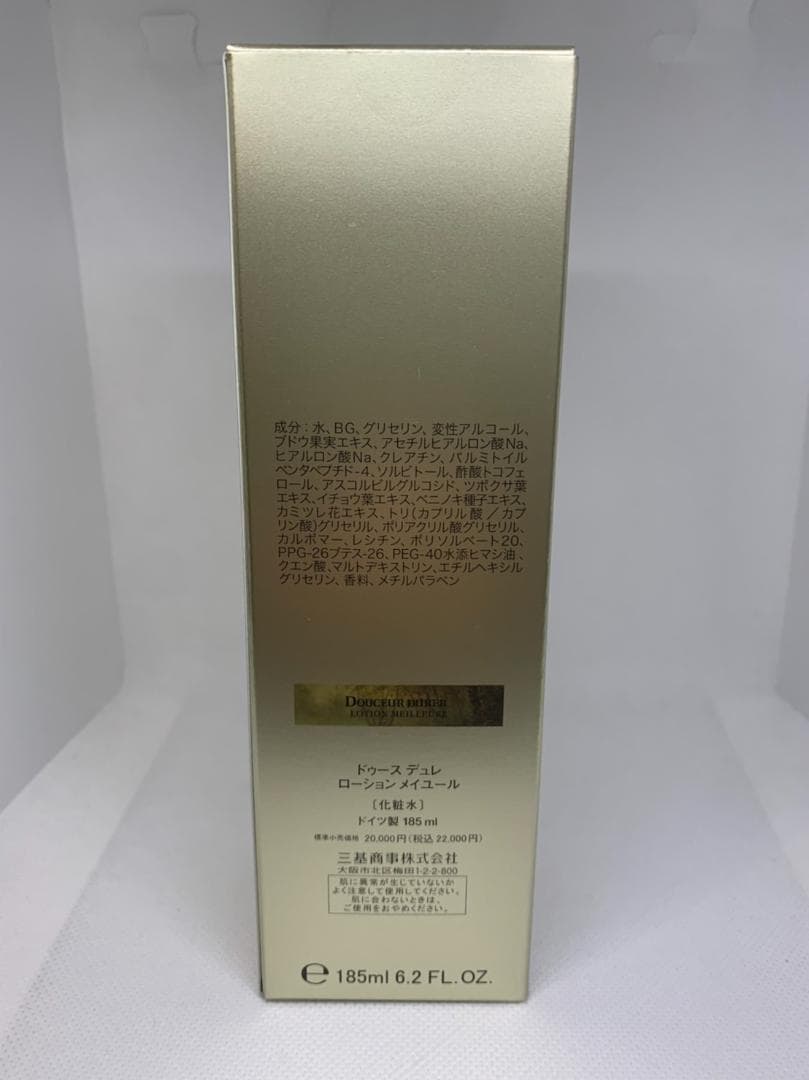 成分：水、BG、グリセリン、変性アルコール、
ブドウ果実エキス、アセチルヒアルロン酸Na、
ヒアルロン酸Na、クレアチン、パルミトイル
ペンタペプチド-4、ソルビトール、酢酸トコフェ
ロール、アスコルビルグルコシド、ツボクサ葉
エキス、イチョウ葉エキス、ベニノキ種子エキス、
カミツレ花エキス、トリ(カプリル酸／カプ
リン酸)グリセリル、ポリアクリル酸グリセリル、
カルボマー、レシチン、ポリソルベート20、
PPG-26ブテス-26、PEG-40水添ヒマシ油、
クエン酸、マルトデキストリン、エチルヘキシル
グリセリン、香料、メチルパラベン
DOUCEUR DURER
LOTION MEILLEURE
ドゥース デュレ
ローション メイユール
〔化粧水〕
ドイツ製 185 ml
標準小売価格 20,000円(税込 22,000円)
三基商事株式会社
大阪市北区梅田1-2-2-800
肌に異常が生じていないか
よく注意して使用してください。
肌に合わないときは、
ご使用をおやめください。
℮ 185ml 6.2 FL.OZ.